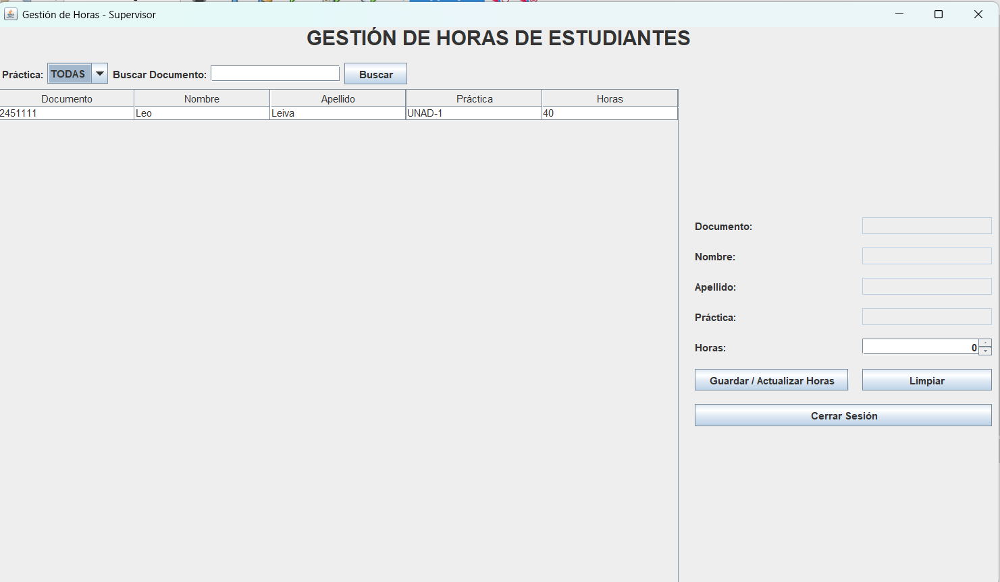 Gestión de Horas - Supervisor
GESTIÓN DE HORAS DE ESTUDIANTES
Práctica: TODAS Buscar Documento: Buscar
Documento Nombre Apellido Práctica Horas
2451111 Leo Leiva UNAD-1 40
Documento:
Nombre:
Apellido:
Práctica:
Horas: 0
Guardar / Actualizar Horas Limpiar
Cerrar Sesión